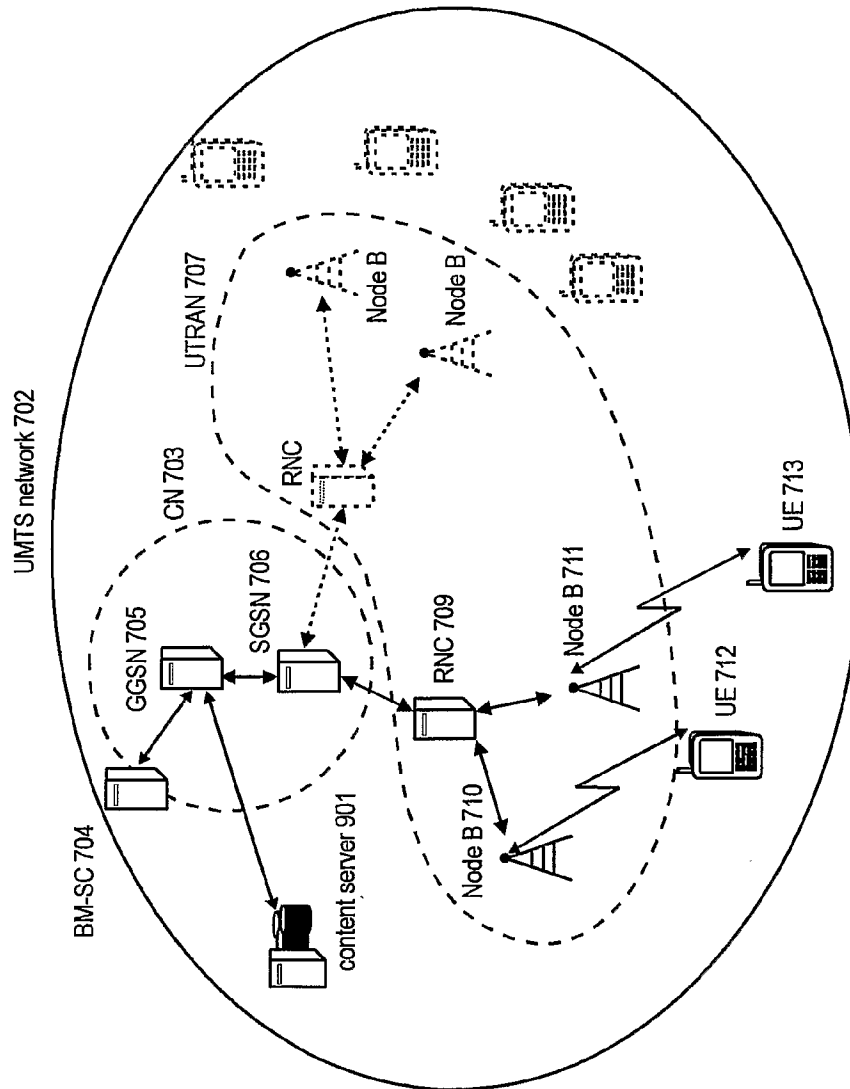 UMTS network 702
CN 703
UTRAN 707
BM-SC 704
GGSN 705
SGSN 706
RNC
Node B
Node B
content server 901
RNC 709
Node B 710
Node B 711
UE 712
UE 713